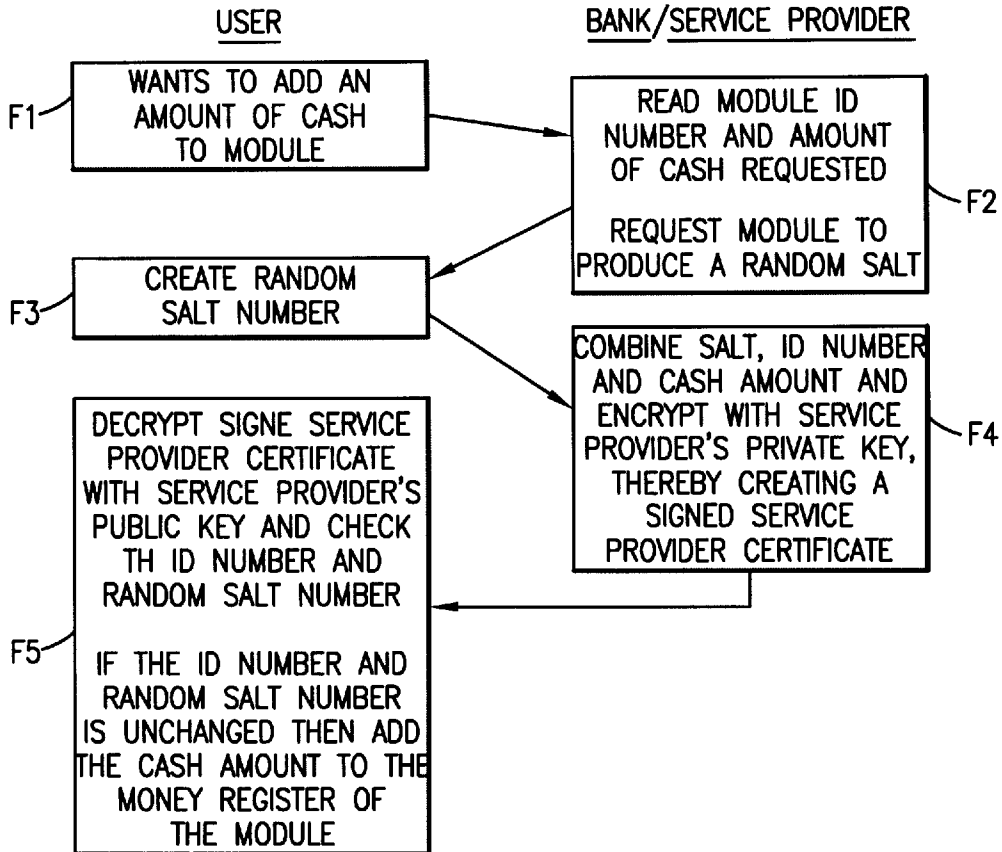 USER
BANK/SERVICE PROVIDER
F1
WANTS TO ADD AN
AMOUNT OF CASH
TO MODULE
READ MODULE ID
NUMBER AND AMOUNT
OF CASH REQUESTED
REQUEST MODULE TO
PRODUCE A RANDOM SALT
F2
F3
CREATE RANDOM
SALT NUMBER
COMBINE SALT, ID NUMBER
AND CASH AMOUNT AND
ENCRYPT WITH SERVICE
PROVIDER'S PRIVATE KEY,
THEREBY CREATING A
SIGNED SERVICE
PROVIDER CERTIFICATE
F4
DECRYPT SIGNE SERVICE
PROVIDER CERTIFICATE
WITH SERVICE PROVIDER'S
PUBLIC KEY AND CHECK
TH ID NUMBER AND
RANDOM SALT NUMBER
F5
IF THE ID NUMBER AND
RANDOM SALT NUMBER
IS UNCHANGED THEN ADD
THE CASH AMOUNT TO THE
MONEY REGISTER OF
THE MODULE